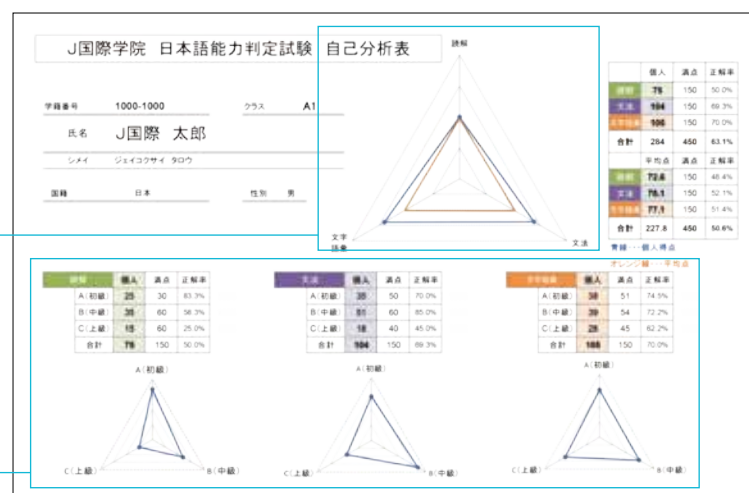 J国際学院 日本語能力判定試験 自己分析表
学籍番号 1000-1000 クラス A1
氏名 J国際 太郎
シメイ ジェイコクサイ タロウ
国籍 日本 性別 男
読解
文字
語彙
文法
個人 満点 正解率
読解 75 150 50.0%
文法 104 150 69.3%
文字語彙 105 150 70.0%
合計 284 450 63.1%
平均点 満点 正解率
読解 72.6 150 48.4%
文法 78.1 150 52.1%
文字語彙 77.1 150 51.4%
合計 227.8 450 50.6%
青線・・・個人得点
オレンジ線・・・平均点
読解 個人 満点 正解率
A(初級) 25 30 83.3%
B(中級) 35 60 58.3%
C(上級) 15 60 25.0%
合計 75 150 50.0%
A(初級)
C(上級) B(中級)
文法 個人 満点 正解率
A(初級) 35 50 70.0%
B(中級) 51 60 85.0%
C(上級) 18 40 45.0%
合計 104 150 69.3%
A(初級)
C(上級) B(中級)
文字語彙 個人 満点 正解率
A(初級) 38 51 74.5%
B(中級) 39 54 72.2%
C(上級) 28 45 62.2%
合計 150 70.0%
A(初級)
C(上級) B(中級)